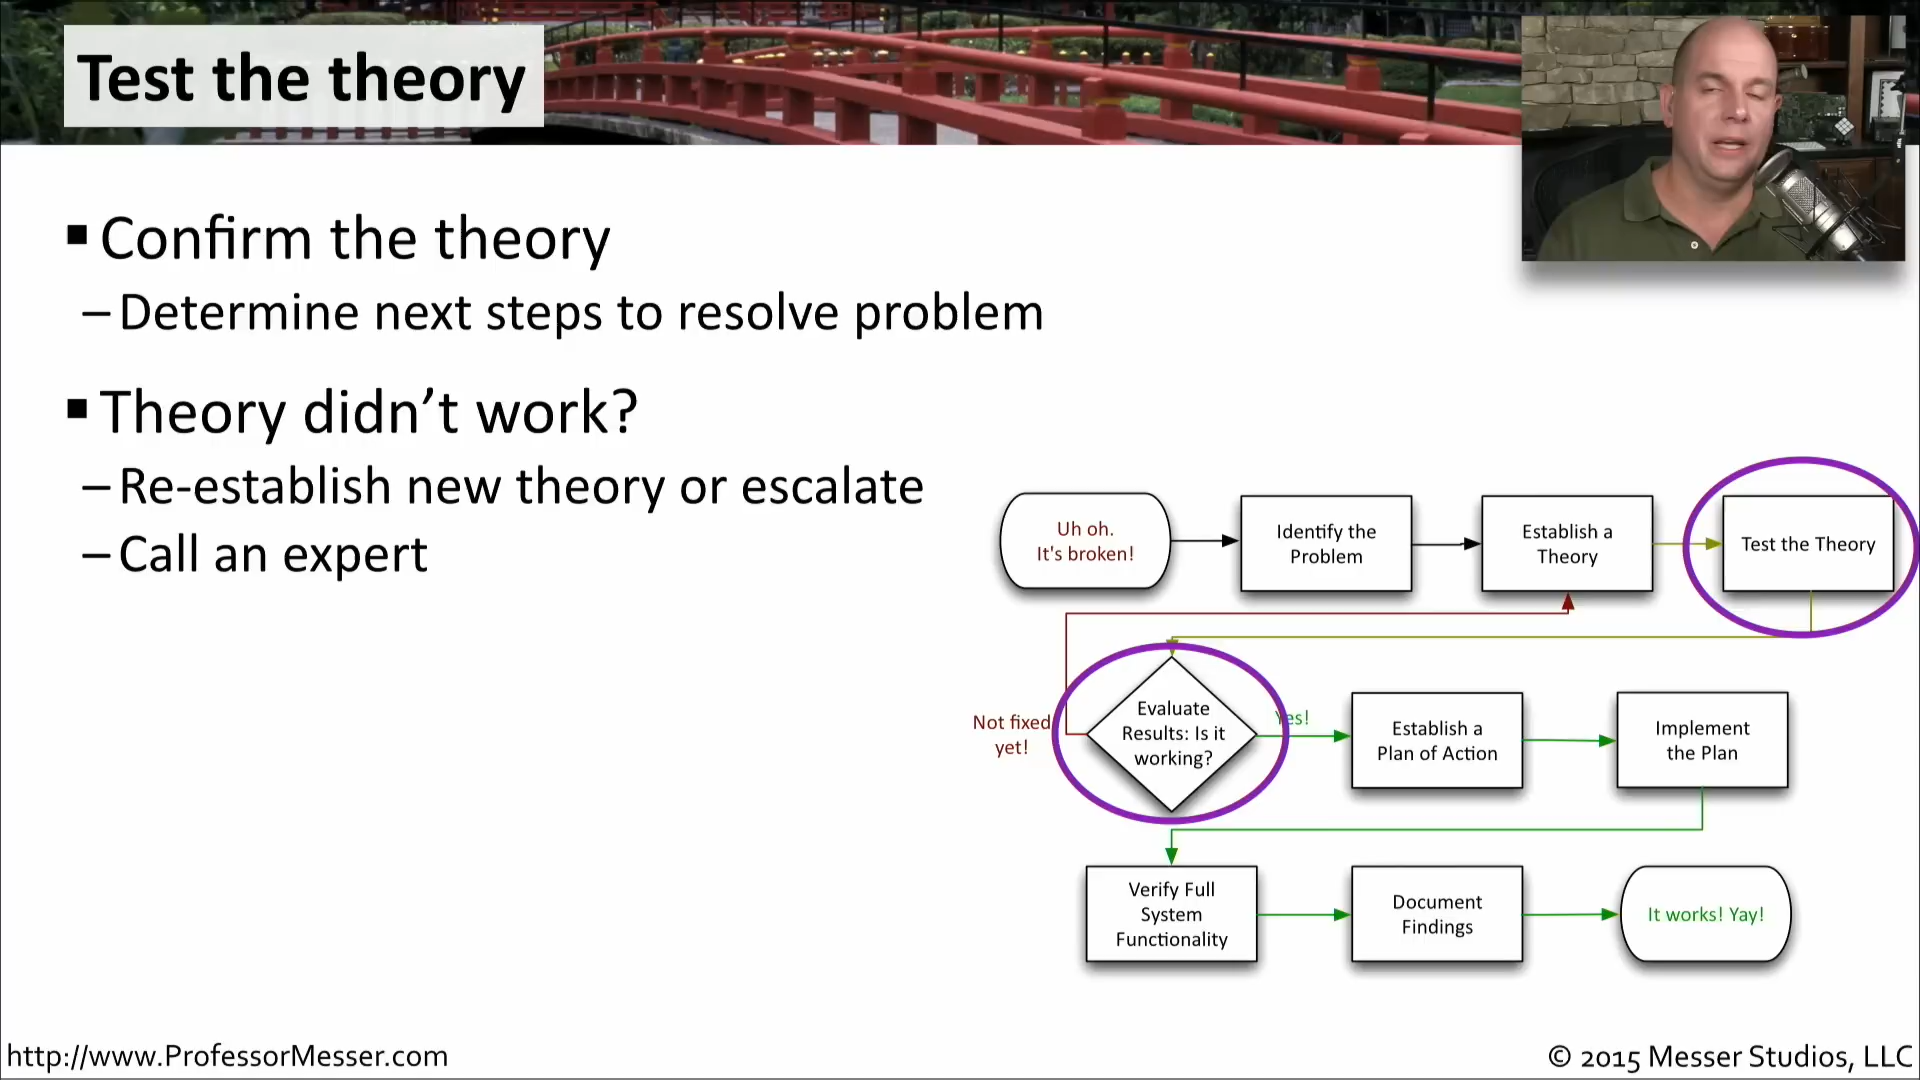 Test the theory
▪ Confirm the theory
– Determine next steps to resolve problem
▪ Theory didn’t work?
– Re-establish new theory or escalate
– Call an expert
Uh oh.
It's broken!
Identify the
Problem
Establish a
Theory
Test the Theory
Not fixed
yet!
Evaluate
Results: Is it
working?
Yes!
Establish a
Plan of Action
Implement
the Plan
Verify Full
System
Functionality
Document
Findings
It works! Yay!
http://www.ProfessorMesser.com
© 2015 Messer Studios, LLC